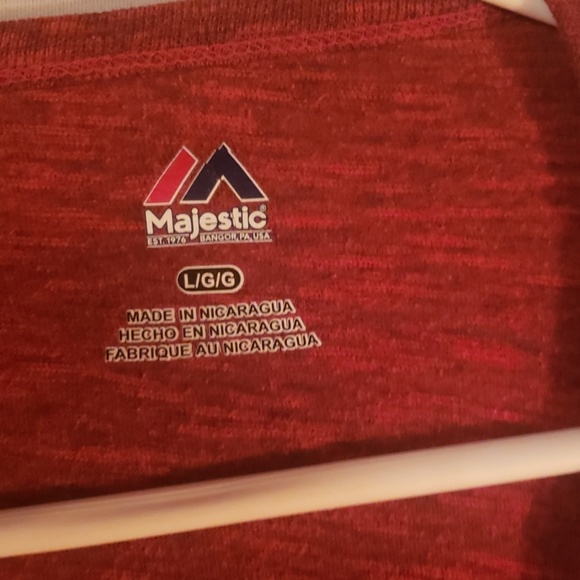 Majestic®
EST. 1976 BANGOR, PA, USA
L/G/G
MADE IN NICARAGUA
HECHO EN NICARAGUA
FABRIQUE AU NICARAGUA